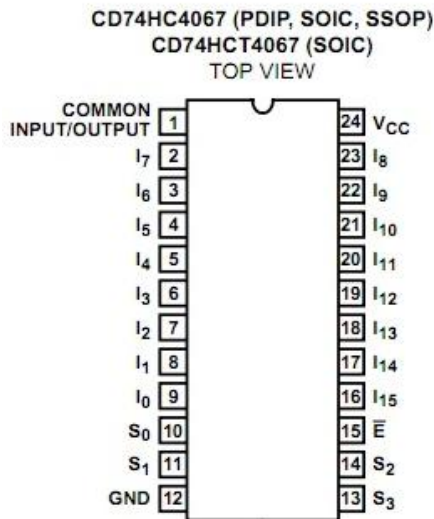 CD74HC4067 (PDIP, SOIC, SSOP)
CD74HCT4067 (SOIC)
TOP VIEW
COMMON
INPUT/OUTPUT 1 24 VCC
I7 2 23 I8
I6 3 22 I9
I5 4 21 I10
I4 5 20 I11
I3 6 19 I12
I2 7 18 I13
I1 8 17 I14
I0 9 16 I15
S0 10 15 E̅
S1 11 14 S2
GND 12 13 S3